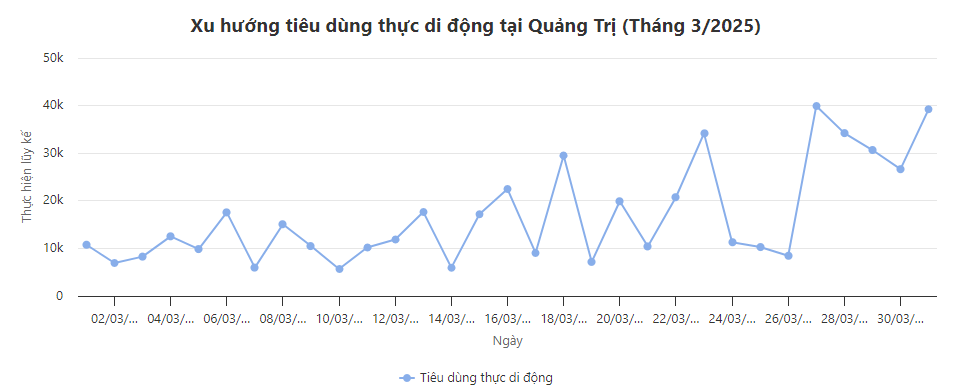 Xu hướng tiêu dùng thực di động tại Quảng Trị (Tháng 3/2025)
50k
40k
30k
20k
10k
0
Thực hiện lũy kế
02/03/... 04/03/... 06/03/... 08/03/... 10/03/... 12/03/... 14/03/... 16/03/... 18/03/... 20/03/... 22/03/... 24/03/... 26/03/... 28/03/... 30/03/...
Ngày
Tiêu dùng thực di động